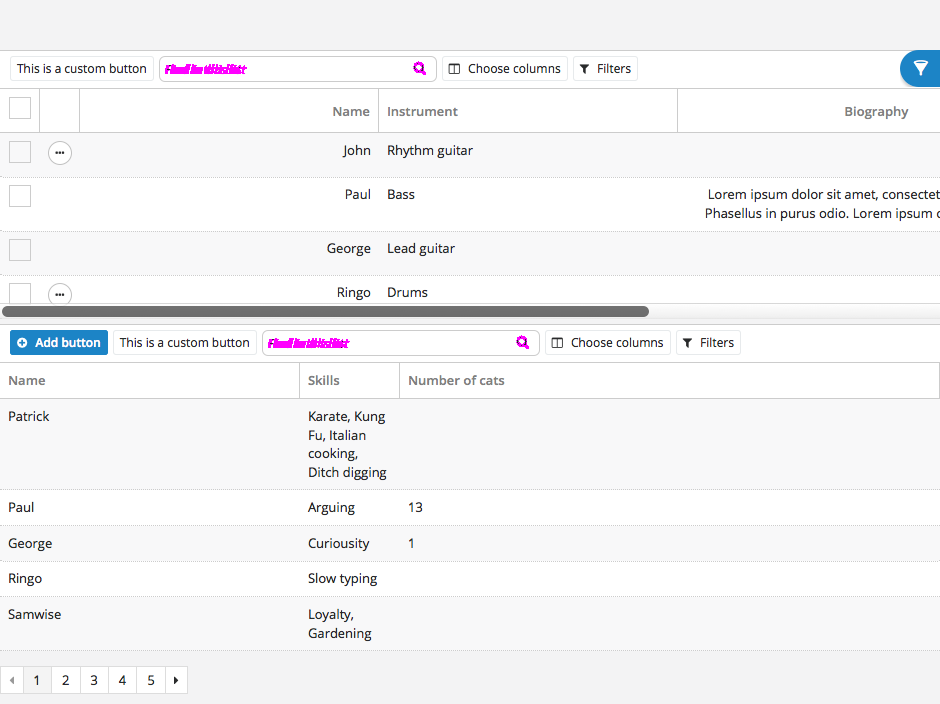 This is a custom button Choose columns Filters
Name Instrument Biography
John Rhythm guitar
Paul Bass Lorem ipsum dolor sit amet, consectet
Phasellus in purus odio. Lorem ipsum
George Lead guitar
Ringo Drums
Add button This is a custom button Choose columns Filters
Name Skills Number of cats
Patrick Karate, Kung
Fu, Italian
cooking,
Ditch digging
Paul Arguing 13
George Curiousity 1
Ringo Slow typing
Samwise Loyalty,
Gardening
1 2 3 4 5